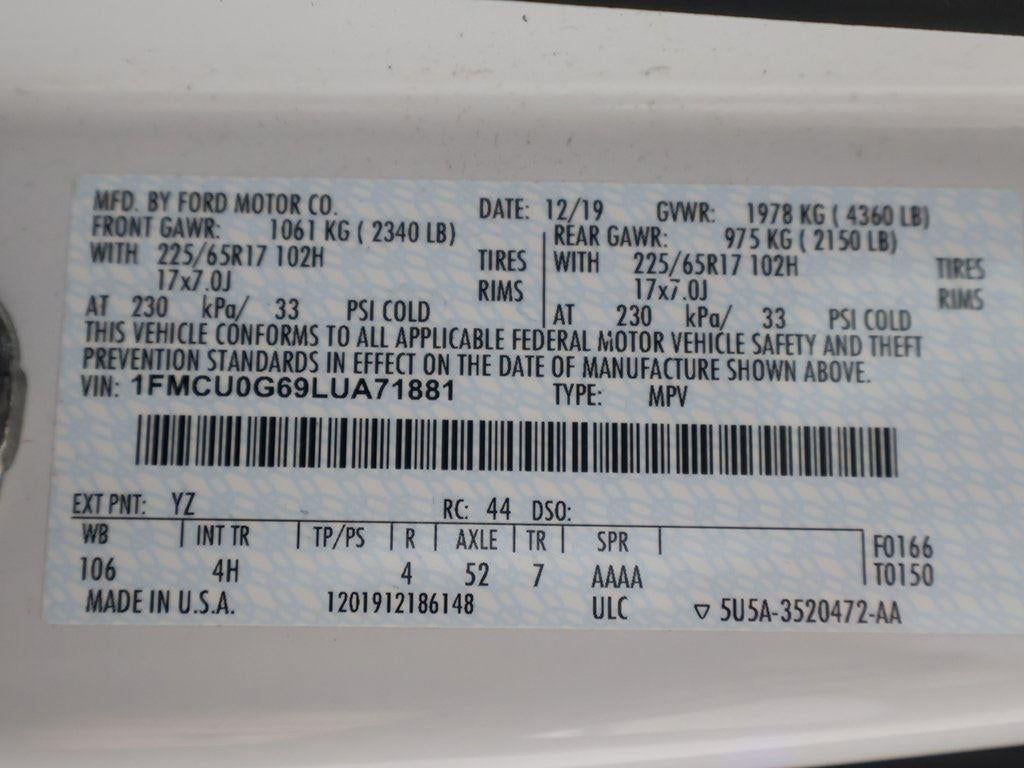 MFD. BY FORD MOTOR CO. DATE: 12/19 GVWR: 1978 KG ( 4360 LB)
FRONT GAWR: 1061 KG ( 2340 LB) REAR GAWR: 975 KG ( 2150 LB)
WITH 225/65R17 102H TIRES WITH 225/65R17 102H TIRES
17x7.0J RIMS 17x7.0J RIMS
AT 230 kPa/ 33 PSI COLD AT 230 kPa/ 33 PSI COLD
THIS VEHICLE CONFORMS TO ALL APPLICABLE FEDERAL MOTOR VEHICLE SAFETY AND THEFT
PREVENTION STANDARDS IN EFFECT ON THE DATE OF MANUFACTURE SHOWN ABOVE.
VIN: 1FMCU0G69LUA71881 TYPE: MPV
EXT PNT: YZ RC: 44 DSO:
WB INT TR TP/PS R AXLE TR SPR F0166
106 4H 4 52 7 AAAA T0150
MADE IN U.S.A. 1201912186148 ULC ▽ 5U5A-3520472-AA